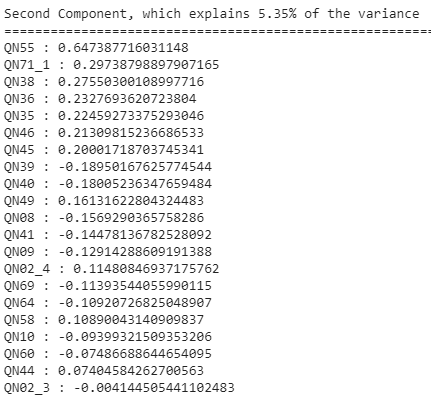 Second Component, which explains 5.35% of the variance
======================================================
QN55 : 0.647387716031148
QN71_1 : 0.29738798897907165
QN38 : 0.27550300108997716
QN36 : 0.2327693620723804
QN35 : 0.22459273375293046
QN46 : 0.21309815236686533
QN45 : 0.20001718703745341
QN39 : -0.18950167625774544
QN40 : -0.18005236347659484
QN49 : 0.16131622804324483
QN08 : -0.1569290365758286
QN41 : -0.14478136782528092
QN09 : -0.12914288609191388
QN02_4 : 0.11480846937175762
QN69 : -0.11393544055990115
QN64 : -0.10920726825048907
QN58 : 0.10890043140909837
QN10 : -0.09399321509353206
QN60 : -0.07486688644654095
QN44 : 0.07404584262700563
QN02_3 : -0.004144505441102483